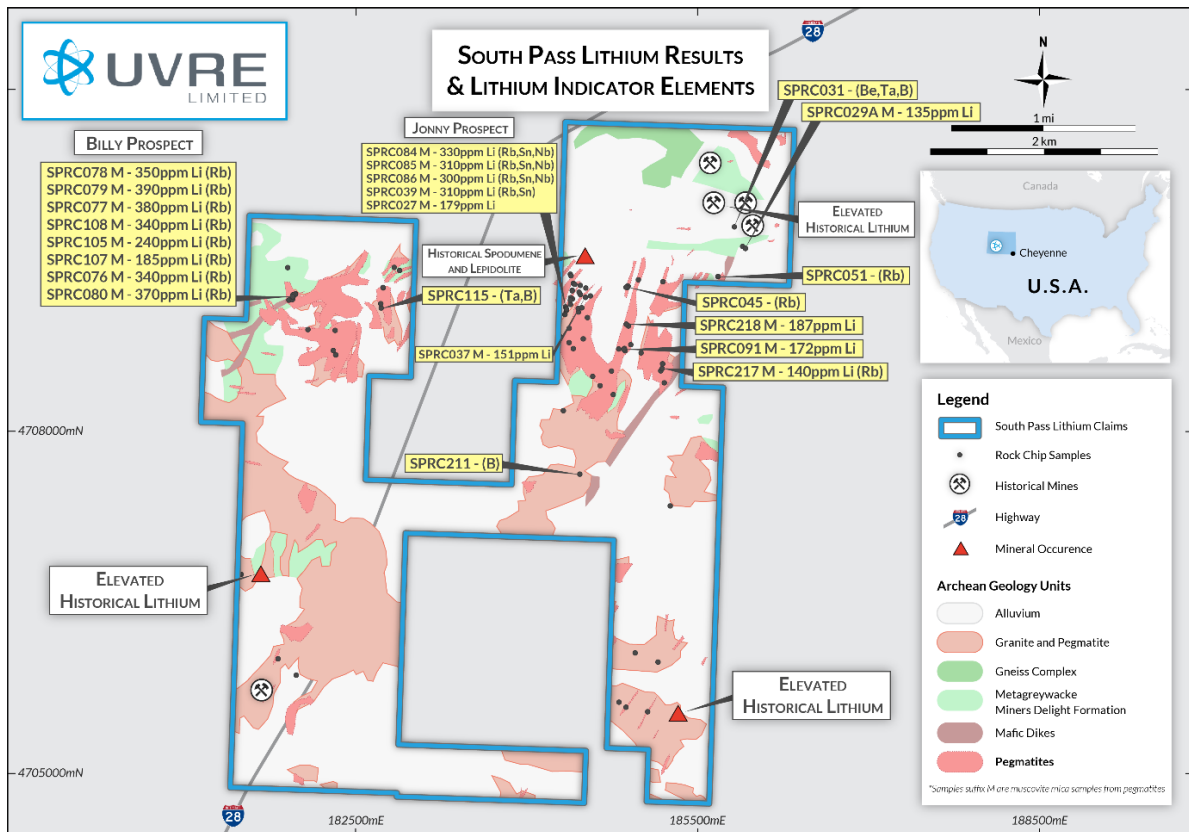 UVRE
LIMITED
SOUTH PASS LITHIUM RESULTS
& LITHIUM INDICATOR ELEMENTS
28
N
1 mi
2 km
SPRC031 - (Be,Ta,B)
SPRC029A M - 135ppm Li
BILLY PROSPECT
SPRC078 M - 350ppm Li (Rb)
SPRC079 M - 390ppm Li (Rb)
SPRC077 M - 380ppm Li (Rb)
SPRC108 M - 340ppm Li (Rb)
SPRC105 M - 240ppm Li (Rb)
SPRC107 M - 185ppm Li (Rb)
SPRC076 M - 340ppm Li (Rb)
SPRC080 M - 370ppm Li (Rb)
JONNY PROSPECT
SPRC084 M - 330ppm Li (Rb,Sn,Nb)
SPRC085 M - 310ppm Li (Rb,Sn,Nb)
SPRC086 M - 300ppm Li (Rb,Sn,Nb)
SPRC039 M - 310ppm Li (Rb,Sn)
SPRC027 M - 179ppm Li
ELEVATED
HISTORICAL LITHIUM
HISTORICAL SPODUMENE
AND LEPIDOLITE
SPRC115 - (Ta,B)
SPRC037 M - 151ppm Li
SPRC051 - (Rb)
SPRC045 - (Rb)
SPRC218 M - 187ppm Li
SPRC091 M - 172ppm Li
SPRC217 M - 140ppm Li (Rb)
SPRC211 - (B)
ELEVATED
HISTORICAL LITHIUM
ELEVATED
HISTORICAL LITHIUM
4708000mN
4705000mN
28
182500mE
185500mE
188500mE
Canada
Cheyenne
U.S.A.
Mexico
Legend
South Pass Lithium Claims
Rock Chip Samples
Historical Mines
28
Highway
Mineral Occurence
Archean Geology Units
Alluvium
Granite and Pegmatite
Gneiss Complex
Metagreywacke
Miners Delight Formation
Mafic Dikes
Pegmatites
*Samples suffix M are muscovite mica samples from pegmatites